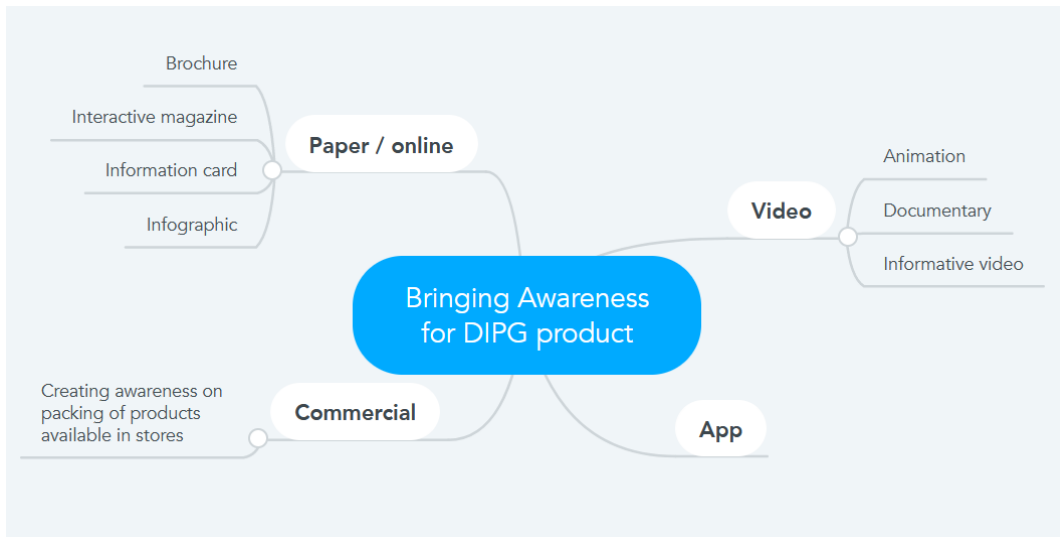 Brochure
Interactive magazine
Information card
Infographic
Paper / online
Animation
Documentary
Informative video
Video
Bringing Awareness
for DIPG product
Creating awareness on
packing of products
available in stores
Commercial
App